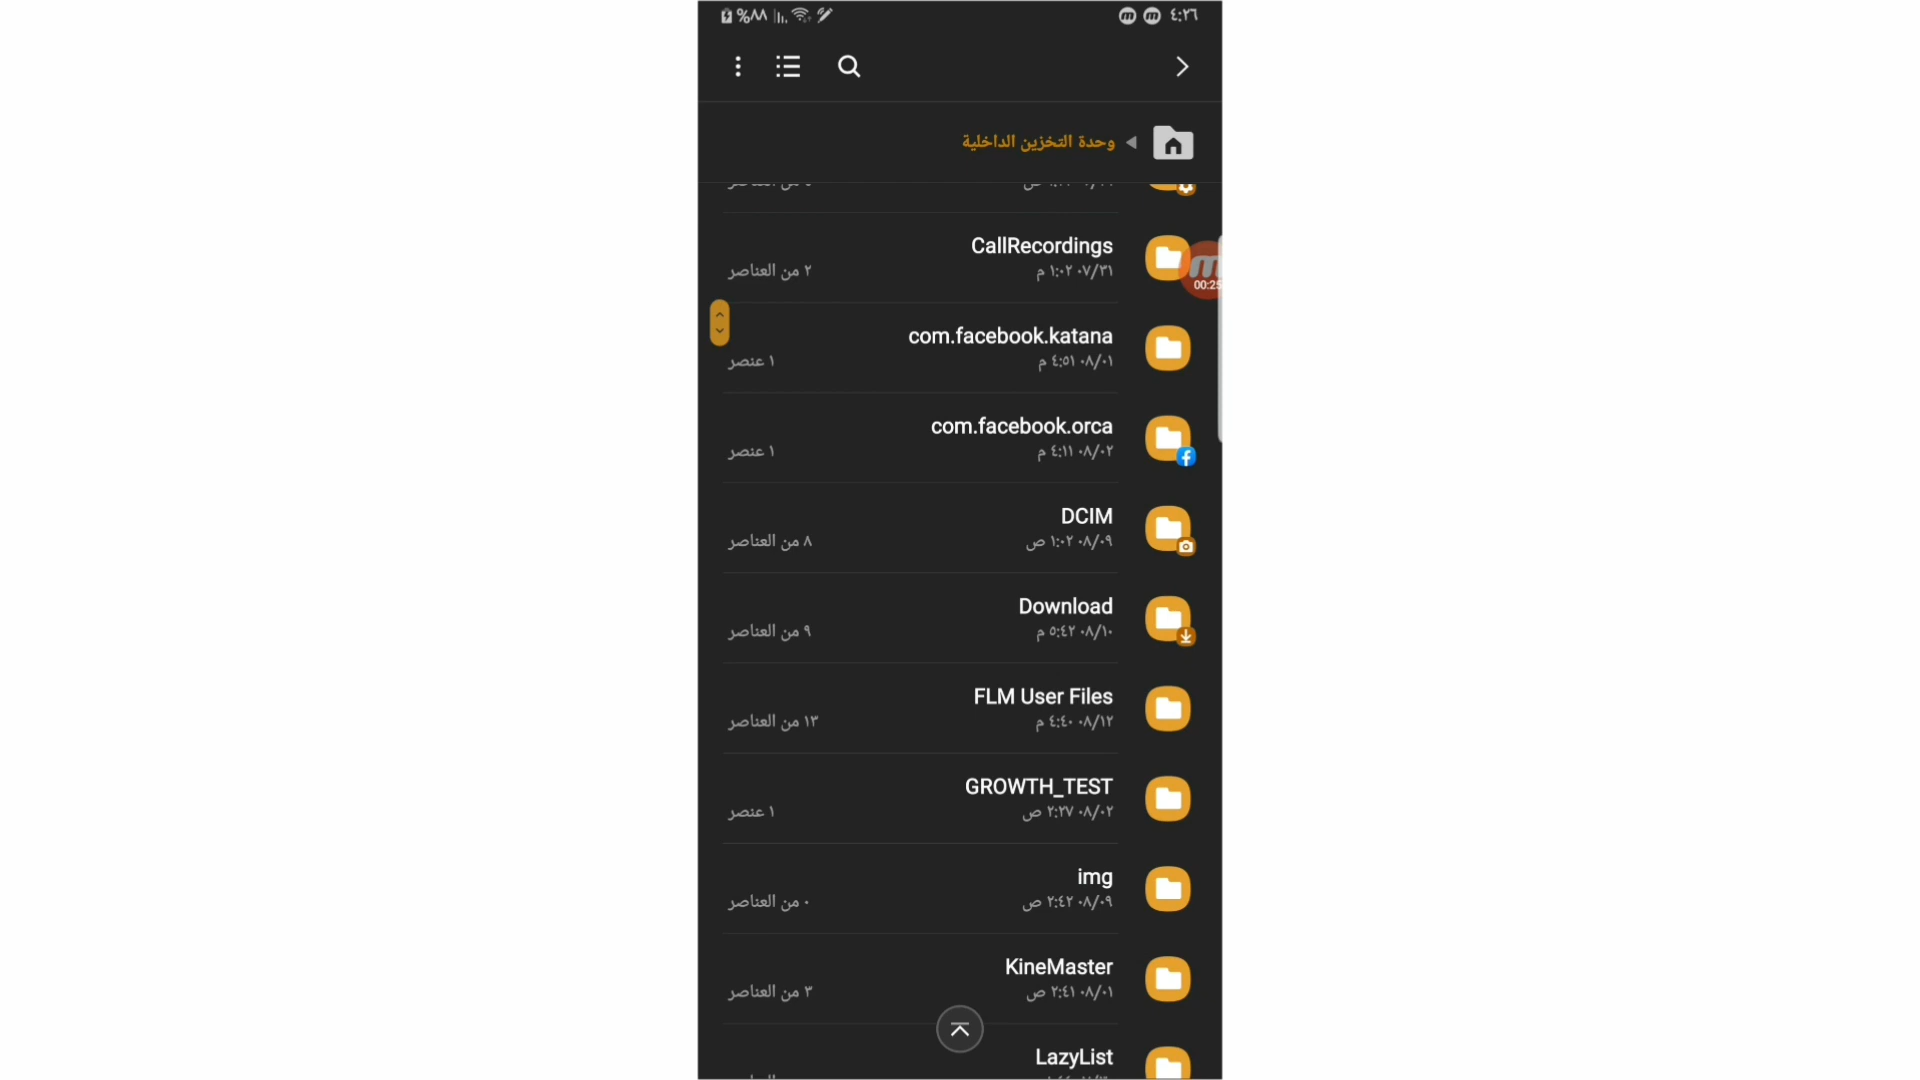 ٤:٢٦
%٨٨
وحدة التخزين الداخلية
CallRecordings
٠٧/٣١ ١:٠٢ م
٢ من العناصر
00:25
com.facebook.katana
٠٨/٠١ ٤:٥١ م
١ عنصر
com.facebook.orca
٠٨/٠٢ ٤:١١ م
١ عنصر
DCIM
٠٨/٠٩ ١:٠٢ ص
٨ من العناصر
Download
٠٨/١٠ ٥:٤٢ م
٩ من العناصر
FLM User Files
٠٨/١٢ ٤:٤٠ م
١٣ من العناصر
GROWTH_TEST
٠٨/٠٢ ٢:٢٧ ص
١ عنصر
img
٠٨/٠٩ ٢:٤٢ ص
٠ من العناصر
KineMaster
٠٨/٠١ ٢:٤١ ص
٣ من العناصر
LazyList